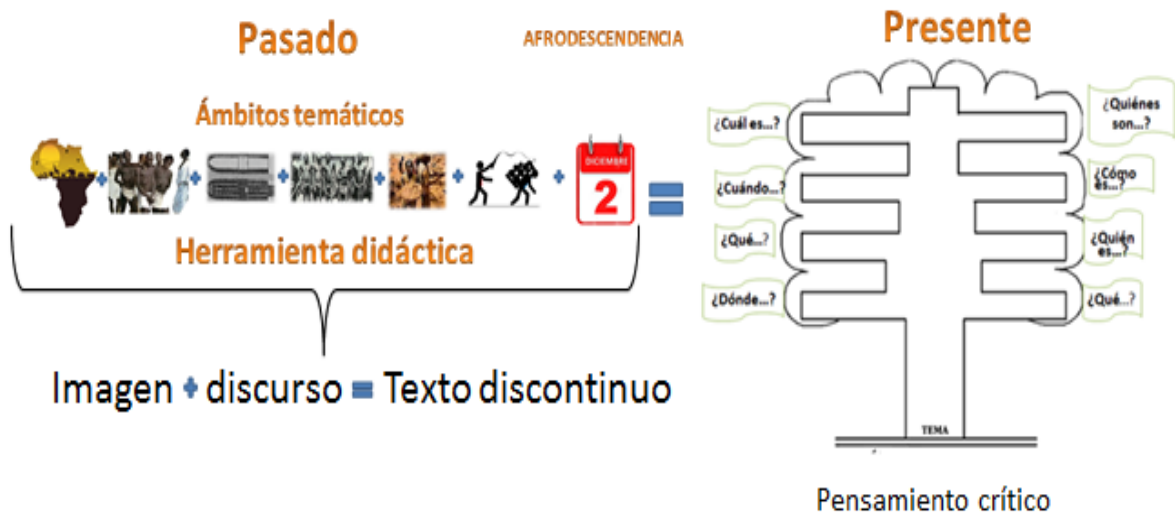 Pasado
AFRODESCENDENCIA
Presente
Ámbitos temáticos
DICIEMBRE
2
Herramienta didáctica
Imagen + discurso = Texto discontinuo
¿Cuál es...?
¿Cuándo...?
¿Qué...?
¿Dónde...?
¿Quiénes
son...?
¿Cómo
es...?
¿Quién
es...?
¿Qué...?
TEMA
Pensamiento crítico